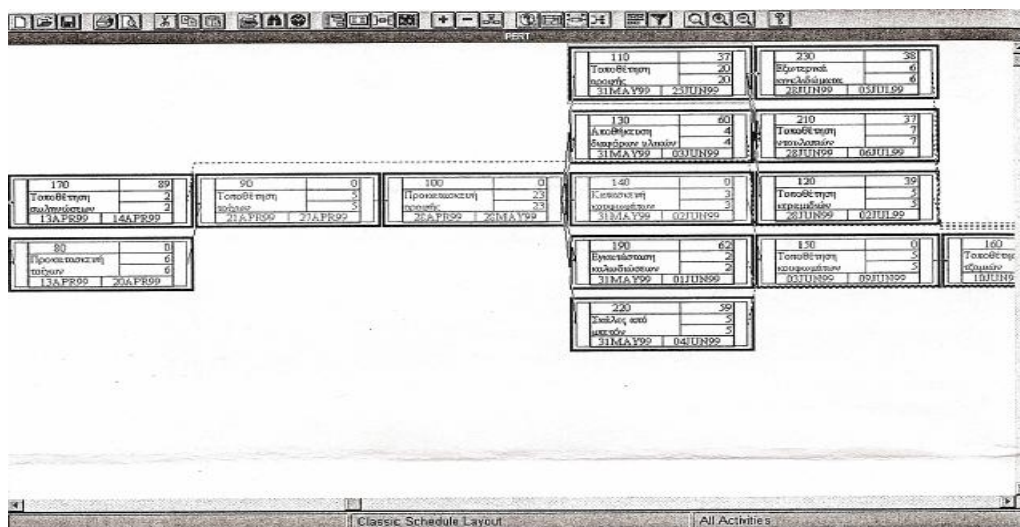 PERT
110 37
Τοποθέτηση 20
οροφής 20
31MAY99 25JUN99
230 38
Εξωτερικά 6
κιγκλιδώματα 6
28JUN99 05JUL99
130 60
Αποθήκευση 4
διαφόρων υλικών 4
31MAY99 03JUN99
210 37
Τοποθέτηση 7
ντουλαπιών 7
28JUN99 06JUL99
170 89
Τοποθέτηση 2
σωληνώσεων 2
13APR99 14APR99
90 0
Τοποθέτηση 5
τοίχων 5
21APR99 27APR99
100 0
Προκατασκευή 23
οροφής 23
28APR99 28MAY99
140 0
Κατασκευή 3
κουφωμάτων 3
31MAY99 02JUN99
120 39
Τοποθέτηση 5
κεραμιδιών 5
28JUN99 02JUL99
80 0
Προκατασκευή 6
τοίχων 6
13APR99 20APR99
190 62
Εγκατάσταση 2
καλωδιώσεων 2
31MAY99 01JUN99
150 0
Τοποθέτηση 5
κουφωμάτων 5
03JUN99 09JUN99
160
τζαμιών
10JUN9
220 59
Σκάλες από 5
μπετόν 5
31MAY99 04JUN99
Classic Schedule Layout
All Activities